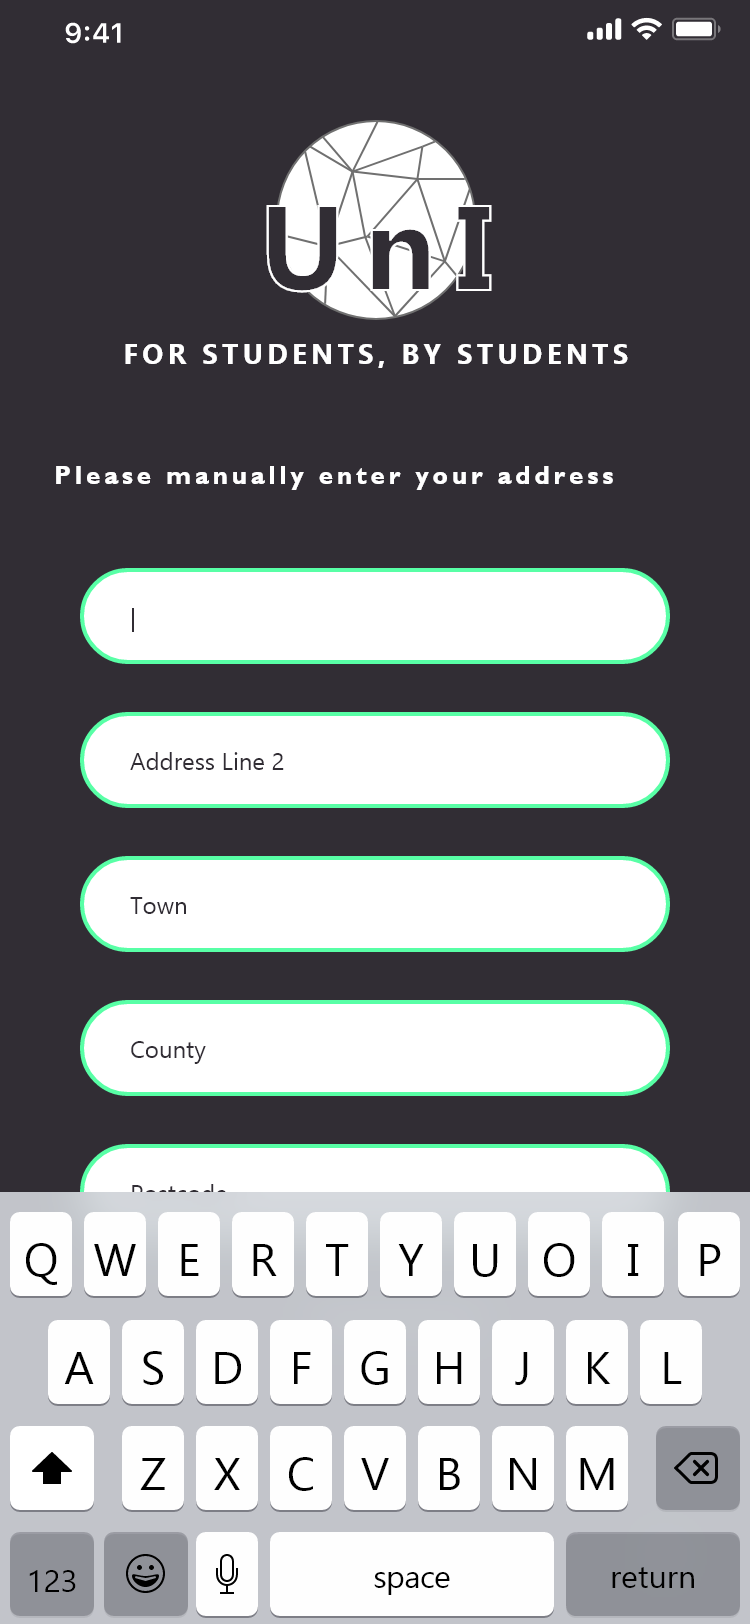 9:41
UnI
FOR STUDENTS, BY STUDENTS
Please manually enter your address
Address Line 2
Town
County
Postcode
Q W E R T Y U O I P
A S D F G H J K L
Z X C V B N M
123 space return